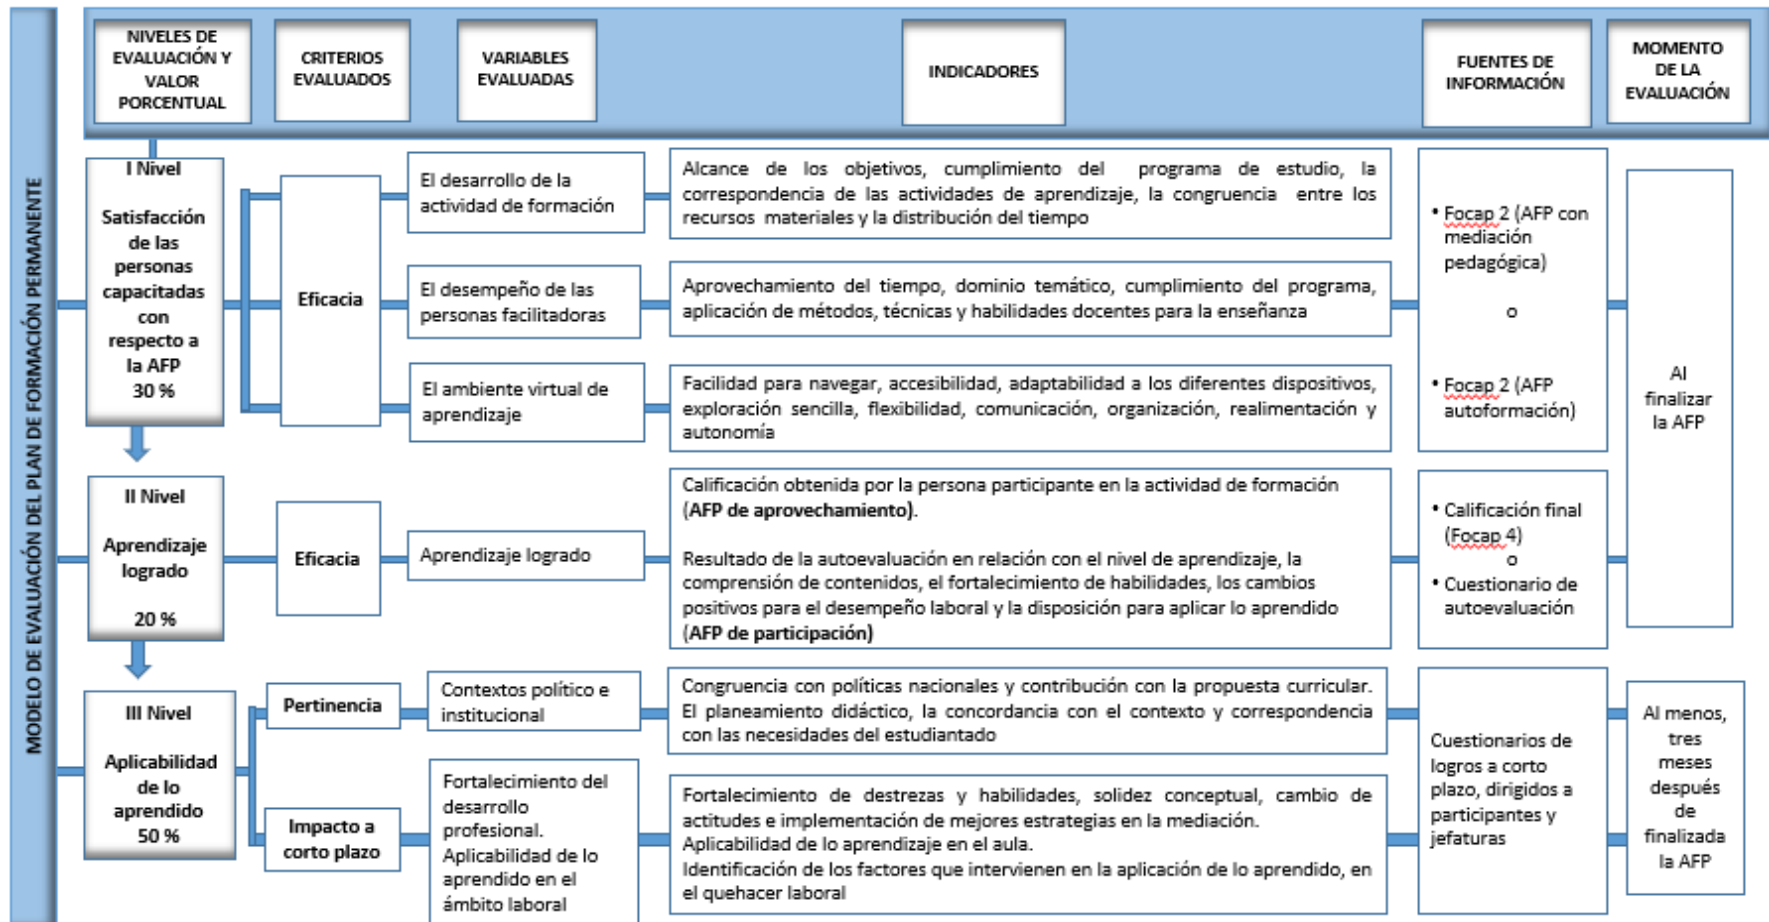 MODELO DE EVALUACIÓN DEL PLAN DE FORMACIÓN PERMANENTE
NIVELES DE
EVALUACIÓN Y
VALOR
PORCENTUAL
CRITERIOS
EVALUADOS
VARIABLES
EVALUADAS
INDICADORES
FUENTES DE
INFORMACIÓN
MOMENTO
DE LA
EVALUACIÓN
I Nivel
Satisfacción
de las
personas
capacitadas
con
respecto a
la AFP
30 %
Eficacia
El desarrollo de la
actividad de formación
Alcance de los objetivos, cumplimiento del programa de estudio, la
correspondencia de las actividades de aprendizaje, la congruencia entre los
recursos materiales y la distribución del tiempo
El desempeño de las
personas facilitadoras
Aprovechamiento del tiempo, dominio temático, cumplimiento del programa,
aplicación de métodos, técnicas y habilidades docentes para la enseñanza
El ambiente virtual de
aprendizaje
Facilidad para navegar, accesibilidad, adaptabilidad a los diferentes dispositivos,
exploración sencilla, flexibilidad, comunicación, organización, realimentación y
autonomía
• Focap 2 (AFP con
mediación
pedagógica)
o
• Focap 2 (AFP
autoformación)
Al
finalizar
la AFP
II Nivel
Aprendizaje
logrado
20 %
Eficacia
Aprendizaje logrado
Calificación obtenida por la persona participante en la actividad de formación
(AFP de aprovechamiento).
Resultado de la autoevaluación en relación con el nivel de aprendizaje, la
comprensión de contenidos, el fortalecimiento de habilidades, los cambios
positivos para el desempeño laboral y la disposición para aplicar lo aprendido
(AFP de participación)
• Calificación final
(Focap 4)
o
• Cuestionario de
autoevaluación
III Nivel
Aplicabilidad
de lo
aprendido
50 %
Pertinencia
Contextos político e
institucional
Congruencia con políticas nacionales y contribución con la propuesta curricular.
El planeamiento didáctico, la concordancia con el contexto y correspondencia
con las necesidades del estudiantado
Impacto a
corto plazo
Fortalecimiento del
desarrollo
profesional.
Aplicabilidad de lo
aprendido en el
ámbito laboral
Fortalecimiento de destrezas y habilidades, solidez conceptual, cambio de
actitudes e implementación de mejores estrategias en la mediación.
Aplicabilidad de lo aprendizaje en el aula.
Identificación de los factores que intervienen en la aplicación de lo aprendido, en
el quehacer laboral
Cuestionarios de
logros a corto
plazo, dirigidos a
participantes y
jefaturas
Al menos,
tres
meses
después
de
finalizada
la AFP